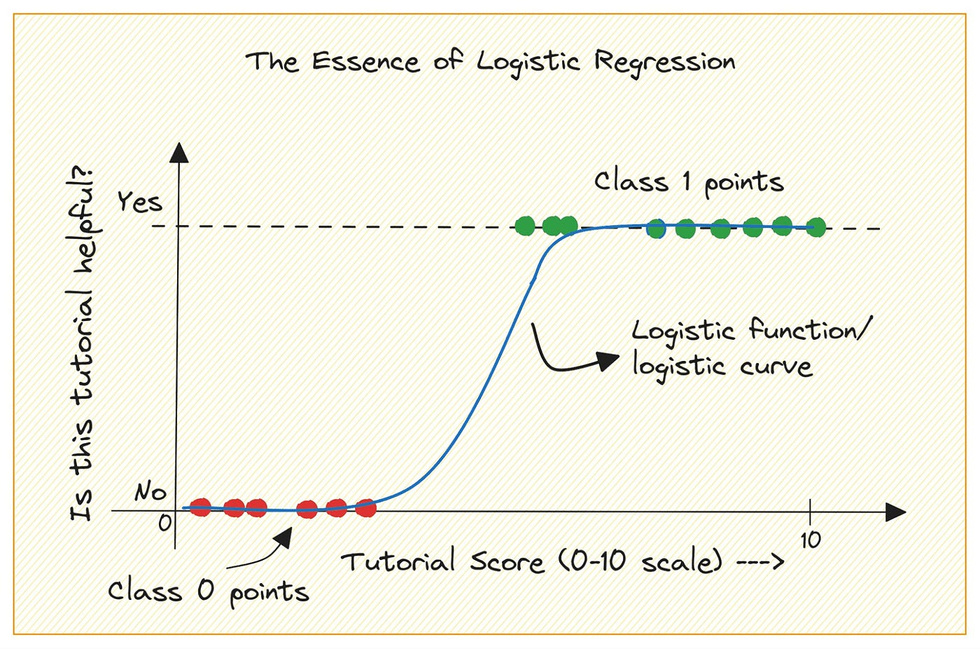 The Essence of Logistic Regression
Is this tutorial helpful?
Yes
Class 1 points
Logistic function/
logistic curve
No
0
10
Tutorial Score (0-10 scale) --->
Class 0 points